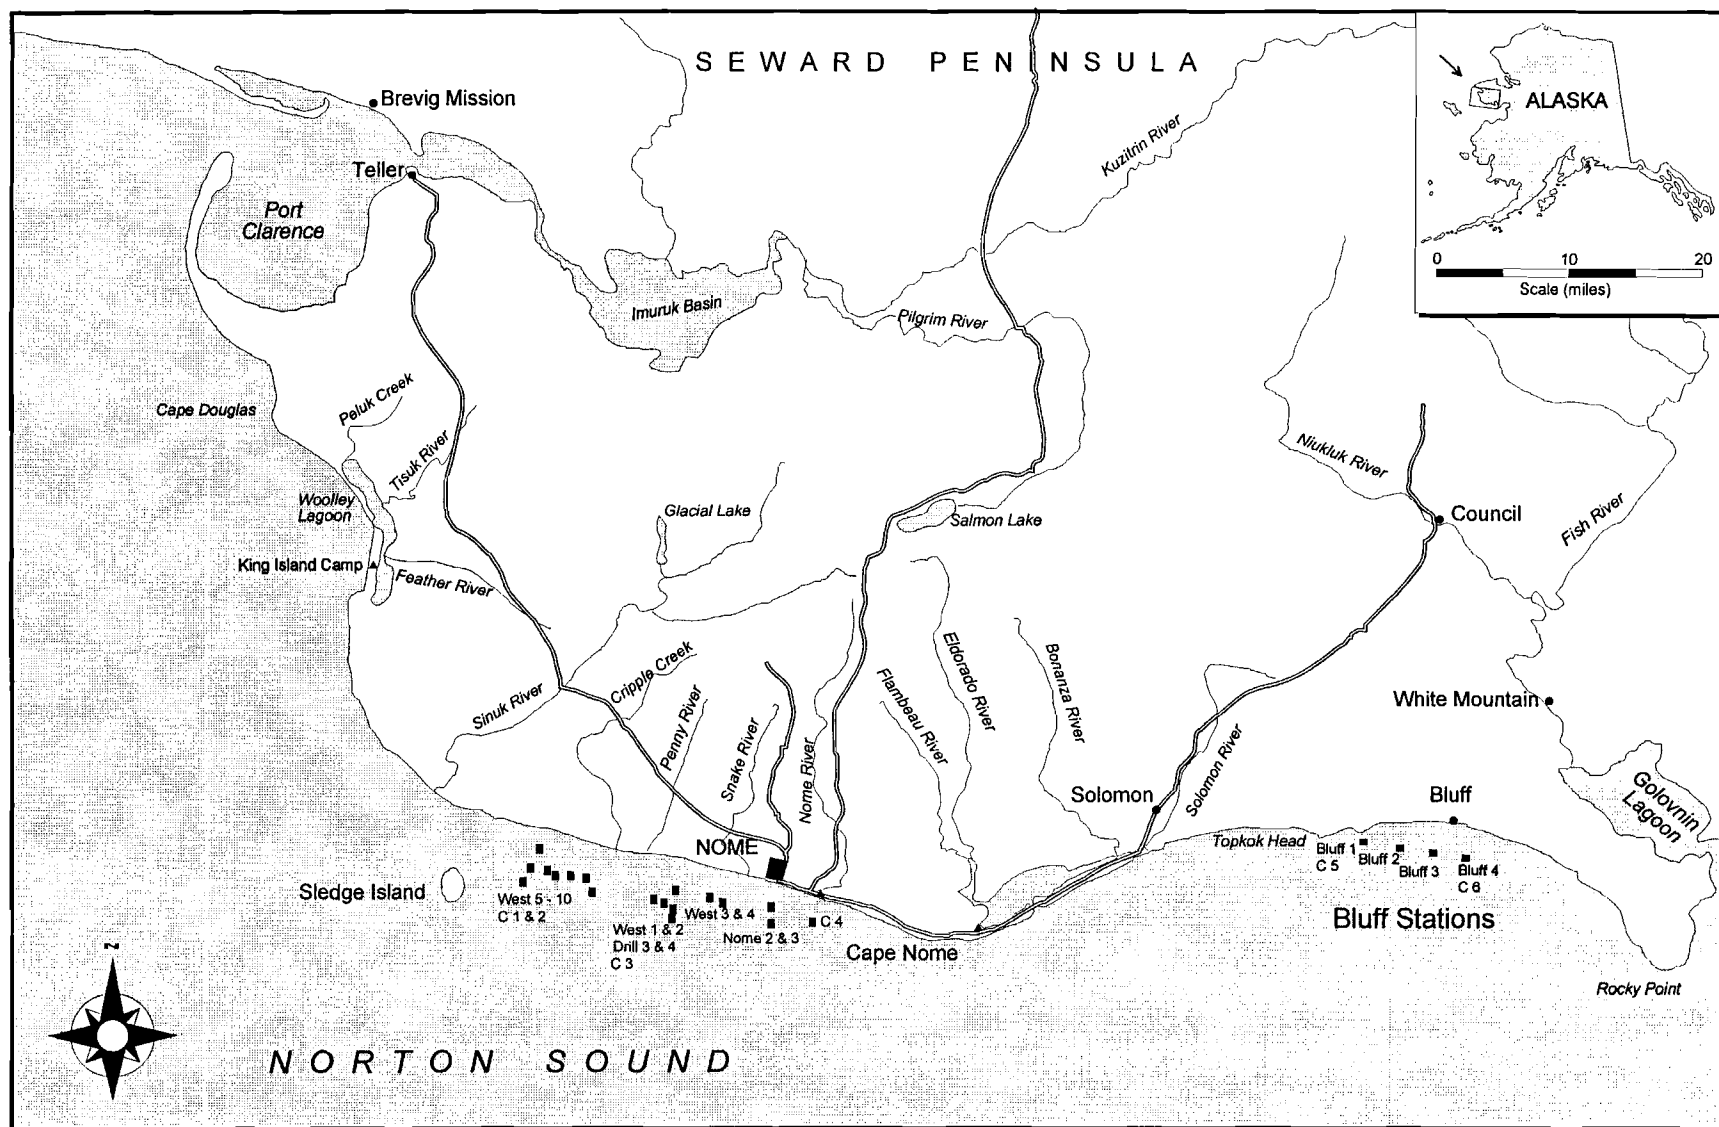 SEWARD PENINSULA
Brevig Mission
ALASKA
Kuzitrin River
Teller
Port
Clarence
0 10 20
Scale (miles)
Imuruk Basin
Pilgrim River
Peluk Creek
Cape Douglas
Tisuk River
Niukluk River
Woolley
Lagoon
Glacial Lake
Salmon Lake
Council
Fish River
King Island Camp
Feather River
Cripple Creek
Eldorado River
Bonanza River
Flambeau River
Sinuk River
Penny River
Snake River
Nome River
Solomon River
White Mountain
Solomon
Bluff
Golovnin
Lagoon
Topkok Head
NOME
Bluff 1
C 5
Bluff 2
Bluff 3
Bluff 4
C 6
Sledge Island
West 5 - 10
C 1 & 2
West 1 & 2
Drill 3 & 4
C 3
West 3 & 4
Nome 2 & 3
C 4
Bluff Stations
Cape Nome
Rocky Point
N
NORTON SOUND